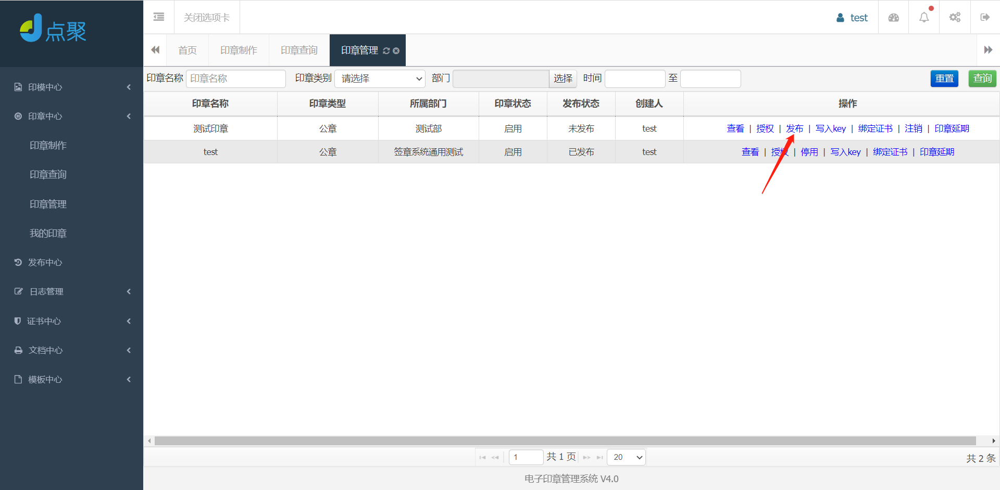 点聚
关闭选项卡
test
首页
印章制作
印章查询
印章管理
印章名称 印章名称 印章类别 请选择 部门 选择 时间 至 重置 查询
印章名称 印章类型 所属部门 印章状态 发布状态 创建人 操作
测试印章 公章 测试部 启用 未发布 test 查看 | 授权 | 发布 | 写入key | 绑定证书 | 注销 | 印章延期
test 公章 签章系统通用测试 启用 已发布 test 查看 | 授权 | 停用 | 写入key | 绑定证书 | 印章延期
印模中心
印章中心
印章制作
印章查询
印章管理
我的印章
发布中心
日志管理
证书中心
文档中心
模板中心
1 共 1 页 20 共 2 条
电子印章管理系统 V4.0